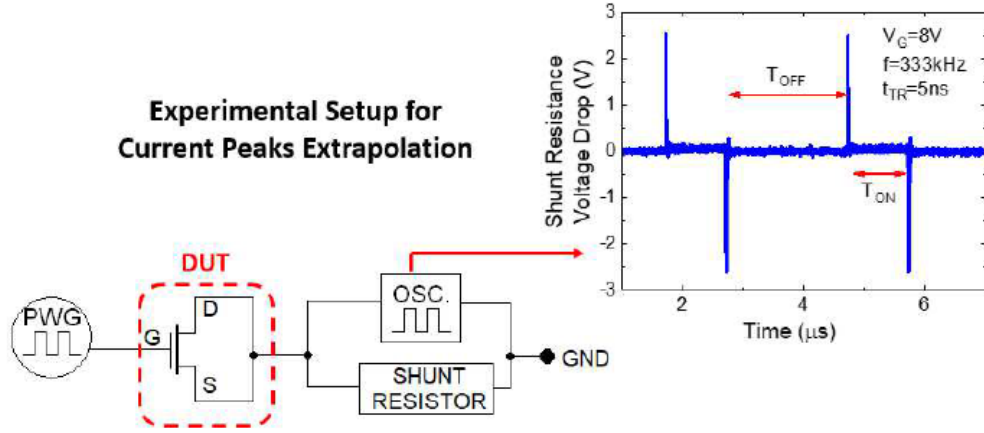 Experimental Setup for
Current Peaks Extrapolation
PWG
DUT
G
D
S
OSC.
SHUNT
RESISTOR
GND
Shunt Resistance
Voltage Drop (V)
3
2
1
0
-1
-2
-3
2
4
6
Time (μs)
V_G=8V
f=333kHz
t_TR=5ns
T_OFF
T_ON